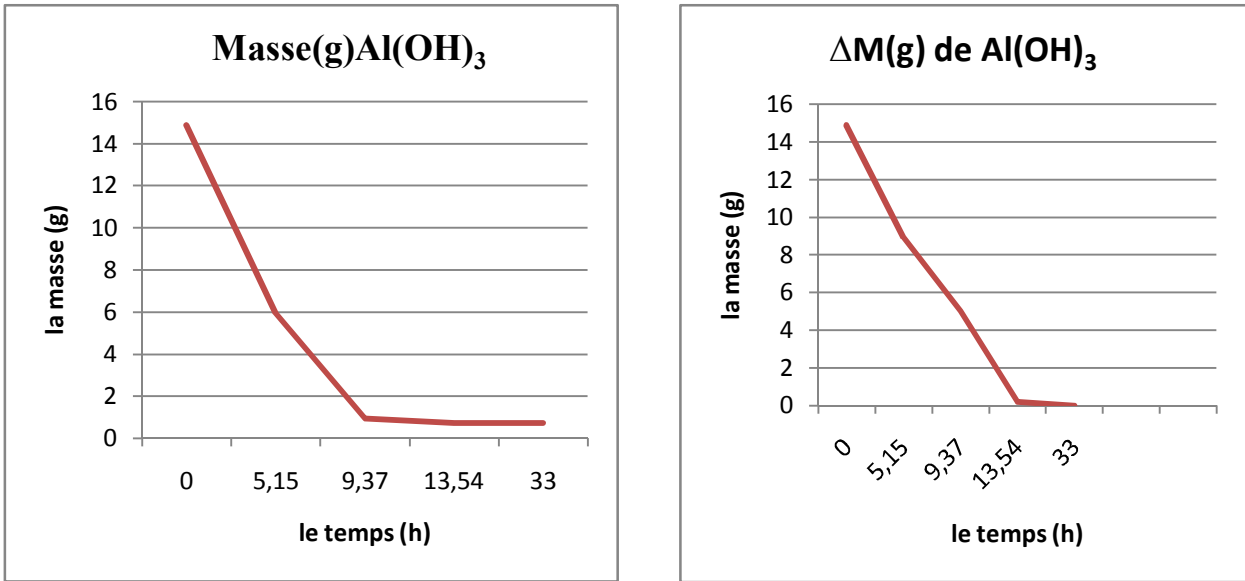 Masse(g)Al(OH)₃
16
14
12
10
8
6
4
2
0
la masse (g)
0 5,15 9,37 13,54 33
le temps (h)
∆M(g) de Al(OH)₃
16
14
12
10
8
6
4
2
0
la masse (g)
0 5,15 9,37 13,54 33
le temps (h)